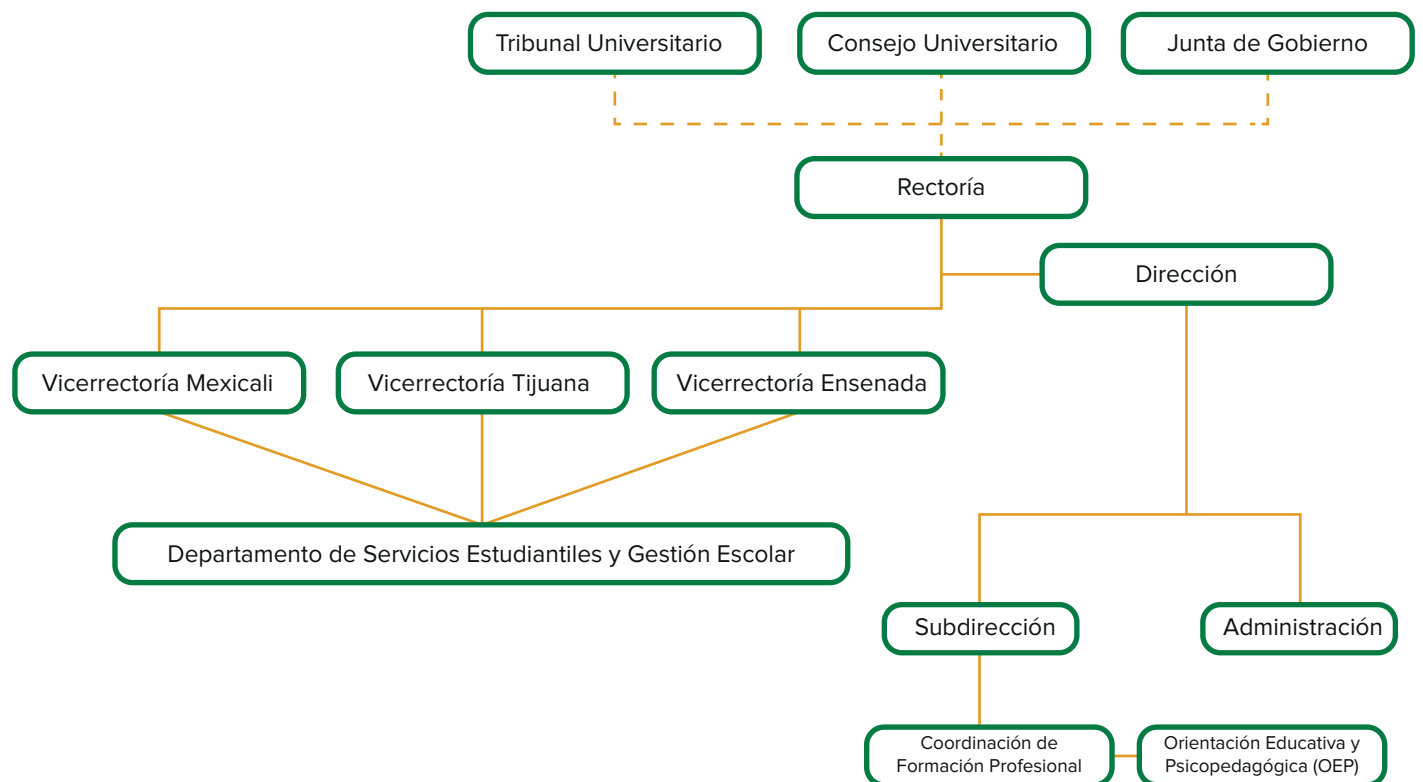 Tribunal Universitario
Consejo Universitario
Junta de Gobierno
Rectoría
Dirección
Vicerrectoría Mexicali
Vicerrectoría Tijuana
Vicerrectoría Ensenada
Departamento de Servicios Estudiantiles y Gestión Escolar
Subdirección
Administración
Coordinación de
Formación Profesional
Orientación Educativa y
Psicopedagógica (OEP)